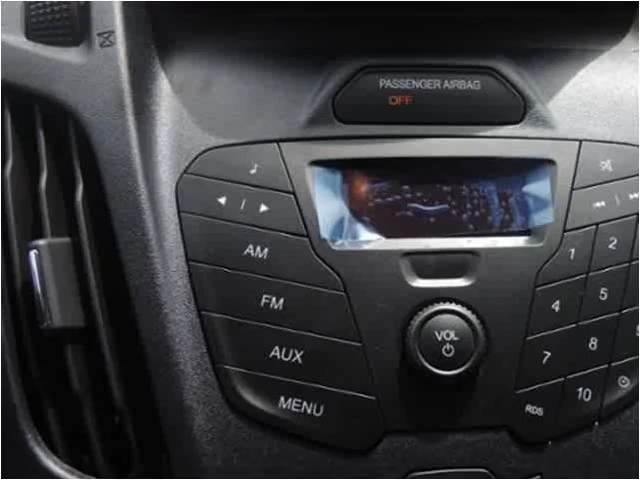 PASSENGER AIRBAG
OFF
AM
FM
AUX
MENU
VOL
1 2
4 5
7 8
RDS 10